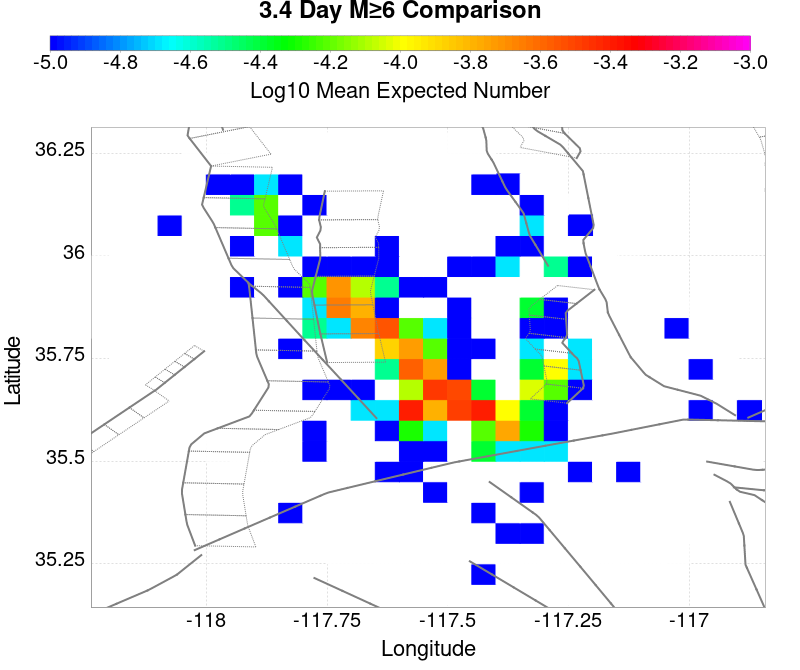 3.4 Day M≥6 Comparison
-5.0 -4.8 -4.6 -4.4 -4.2 -4.0 -3.8 -3.6 -3.4 -3.2 -3.0
Log10 Mean Expected Number
36.25
36
35.75
35.5
35.25
Latitude
-118 -117.75 -117.5 -117.25 -117
Longitude